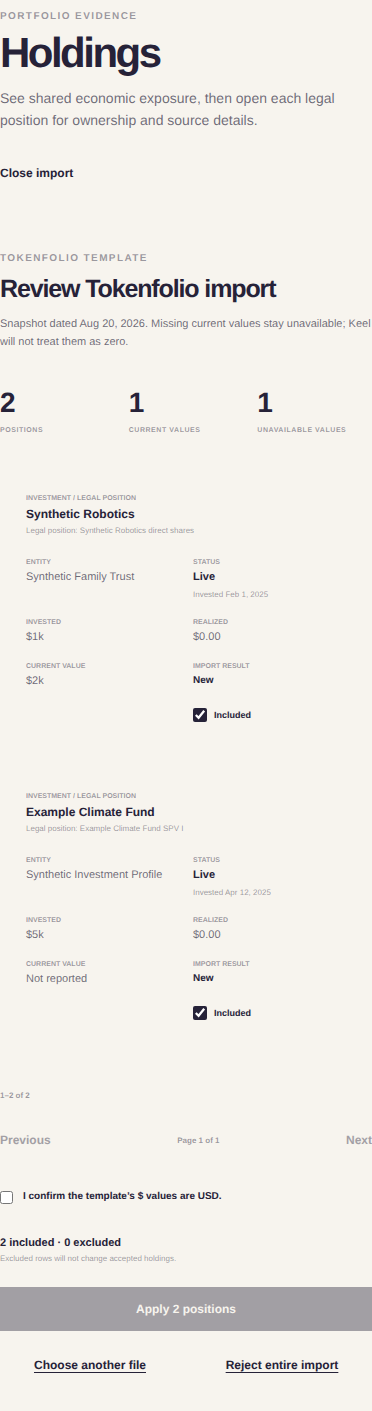 PORTFOLIO EVIDENCE
Holdings
See shared economic exposure, then open each legal
position for ownership and source details.
Close import
TOKENFOLIO TEMPLATE
Review Tokenfolio import
Snapshot dated Aug 20, 2026. Missing current values stay unavailable; Keel
will not treat them as zero.
2 1 1
POSITIONS CURRENT VALUES UNAVAILABLE VALUES
INVESTMENT / LEGAL POSITION
Synthetic Robotics
Legal position: Synthetic Robotics direct shares
ENTITY STATUS
Synthetic Family Trust Live
Invested Feb 1, 2025
INVESTED REALIZED
$1k $0.00
CURRENT VALUE IMPORT RESULT
$2k New
Included
INVESTMENT / LEGAL POSITION
Example Climate Fund
Legal position: Example Climate Fund SPV I
ENTITY STATUS
Synthetic Investment Profile Live
Invested Apr 12, 2025
INVESTED REALIZED
$5k $0.00
CURRENT VALUE IMPORT RESULT
Not reported New
Included
1–2 of 2
Previous Page 1 of 1 Next
I confirm the template’s $ values are USD.
2 included · 0 excluded
Excluded rows will not change accepted holdings.
Apply 2 positions
Choose another file Reject entire import